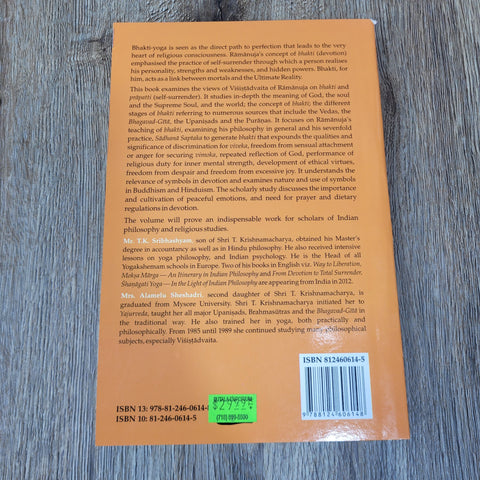 Bhakti-yoga is seen as the direct path to perfection that leads to the very
heart of religious consciousness. Rāmānuja's concept of bhakti (devotion)
emphasised the practice of self-surrender through which a person realises
his personality, strengths and weaknesses, and hidden powers. Bhakti, for
him, acts as a link between mortals and the Ultimate Reality.
This book examines the views of Viśiṣṭādvaita of Rāmānuja on bhakti and
prāpatti (self-surrender). It studies in-depth the meaning of God, the soul
and the Supreme Soul, and the world; the concept of bhakti; the different
stages of bhakti referring to numerous sources that include the Vedas, the
Bhagavad-Gītā, the Upaniṣads and the Purāṇas. It focuses on Rāmānuja's
teaching of bhakti, examining his philosophy in general and his sevenfold
practice. Sādhanā Saptaka to generate bhakti that expounds the qualities and
significance of discrimination for viveka, freedom from sensual attachment
or anger for securing vimoka, repeated reflection of God, performance of
religious duty for inner mental strength, development of ethical virtues,
freedom from despair and freedom from excessive joy. It understands the
relevance of symbols in devotion and examines nature and use of symbols
in Buddhism and Hinduism. The scholarly study discusses the importance
and cultivation of peaceful emotions, and need for prayer and dietary
regulations in devotion.
The volume will prove an indispensable work for scholars of Indian
philosophy and religious studies.
Mr. T.K. Sribhashyam, son of Shri T. Krishnamacharya, obtained his Master's
degree in accountancy as well as in Hindu philosophy. He also received intensive
lessons on yoga philosophy, and Indian psychology. He is the Head of all
Yogakshemam schools in Europe. Two of his books in English viz. Way to Liberation,
Mokṣa Mārga — An Itinerary in Indian Philosophy and From Devotion to Total Surrender,
Śhaṇāgati Yoga — In the Light of Indian Philosophy are appearing from India in 2012.
Mrs. Alamelu Sheshadri, second daughter of Shri T. Krishnamacharya, is
graduated from Mysore University. Shri T. Krishnamacharya initiated her to
Yajurveda, taught her all major Upaniṣads, Brahmasūtras and the Bhagavad-Gītā in
the traditional way. He also trained her in yoga, both practically and
philosophically. From 1985 until 1989 she continued studying many philosophical
subjects, especially Viśiṣṭādvaita.
ISBN 812460614-5
9 788124 606148
ISBN 13: 978-81-246-0614-
ISBN 10: 81-246-0614-5